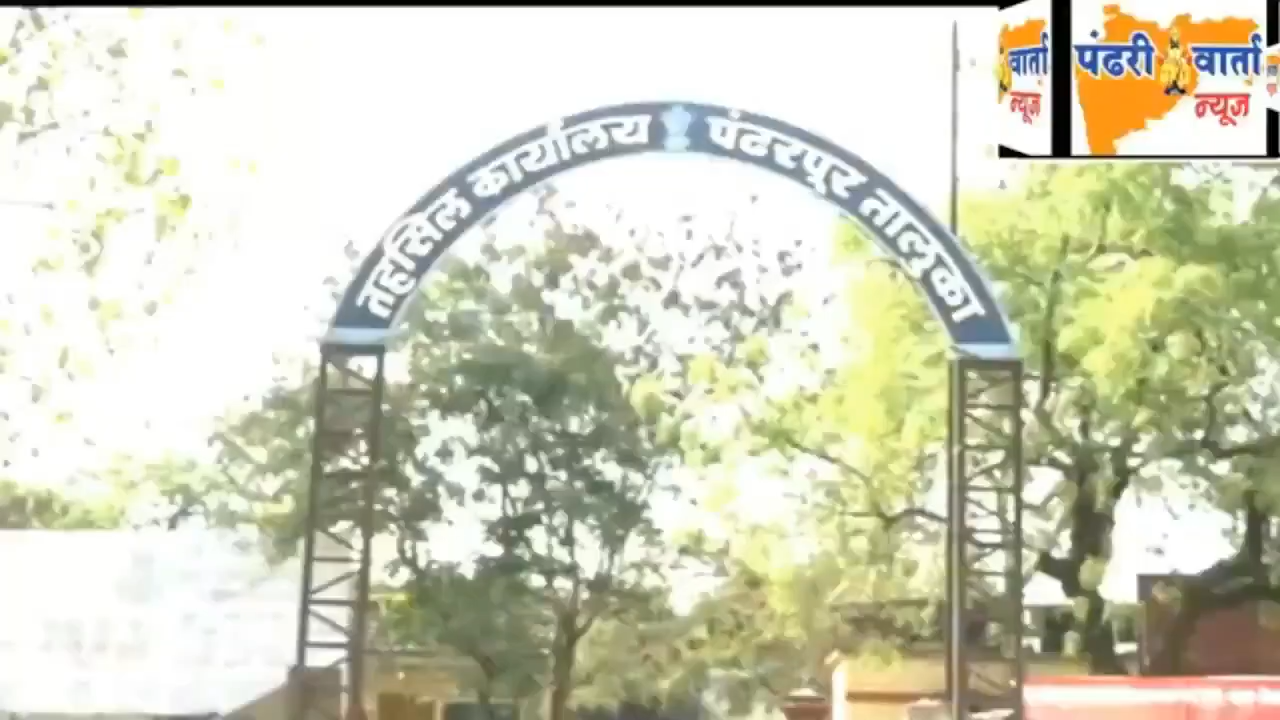 तहसिल कार्यालय पंढरपूर तालुका
वार्ता
न्यूज
पंढरी वार्ता
न्यूज